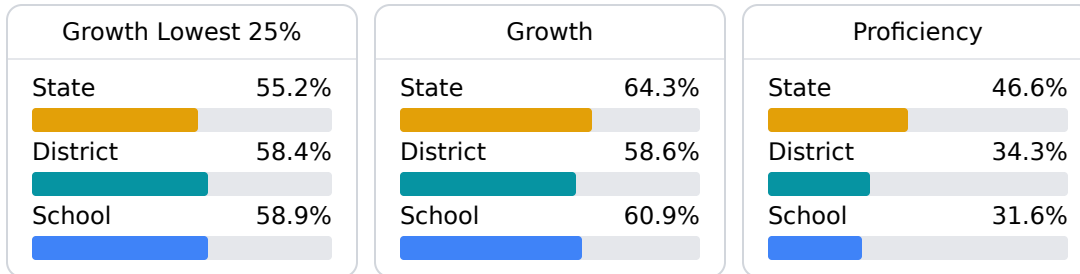 Growth Lowest 25%
State 55.2%
District 58.4%
School 58.9%
Growth
State 64.3%
District 58.6%
School 60.9%
Proficiency
State 46.6%
District 34.3%
School 31.6%